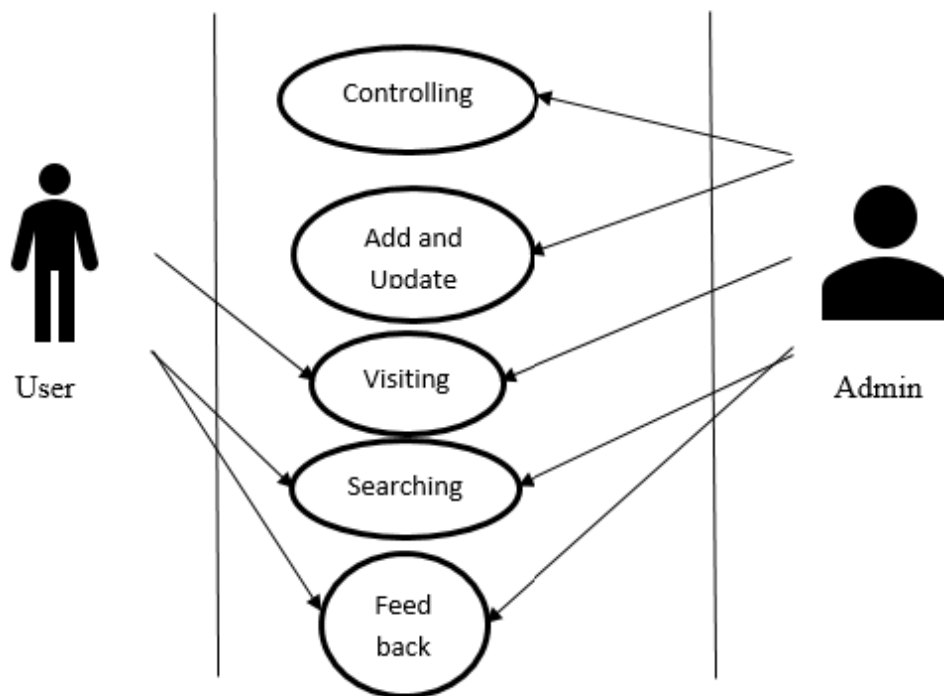 Controlling
Add and
Update
User
Visiting
Admin
Searching
Feed
back